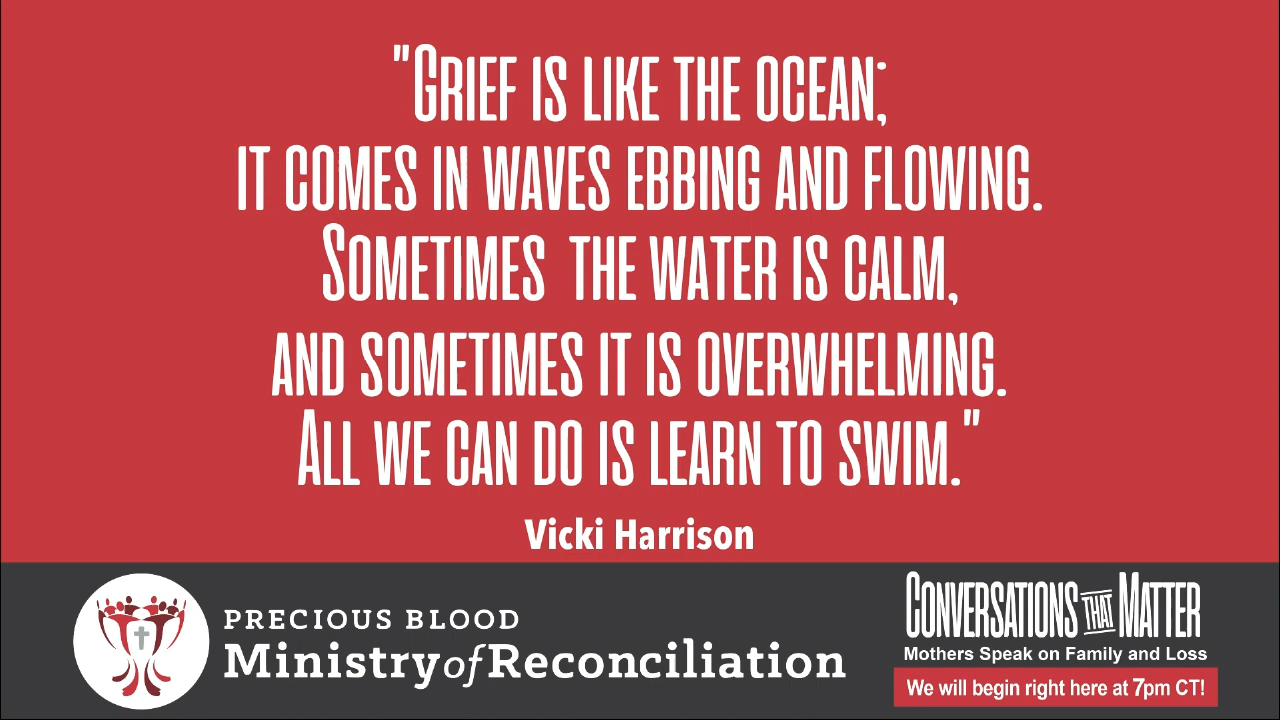 "GRIEF IS LIKE THE OCEAN;
IT COMES IN WAVES EBBING AND FLOWING.
SOMETIMES THE WATER IS CALM,
AND SOMETIMES IT IS OVERWHELMING.
ALL WE CAN DO IS LEARN TO SWIM."
Vicki Harrison
PRECIOUS BLOOD
Ministry of Reconciliation
CONVERSATIONS THAT MATTER
Mothers Speak on Family and Loss
We will begin right here at 7pm CT!